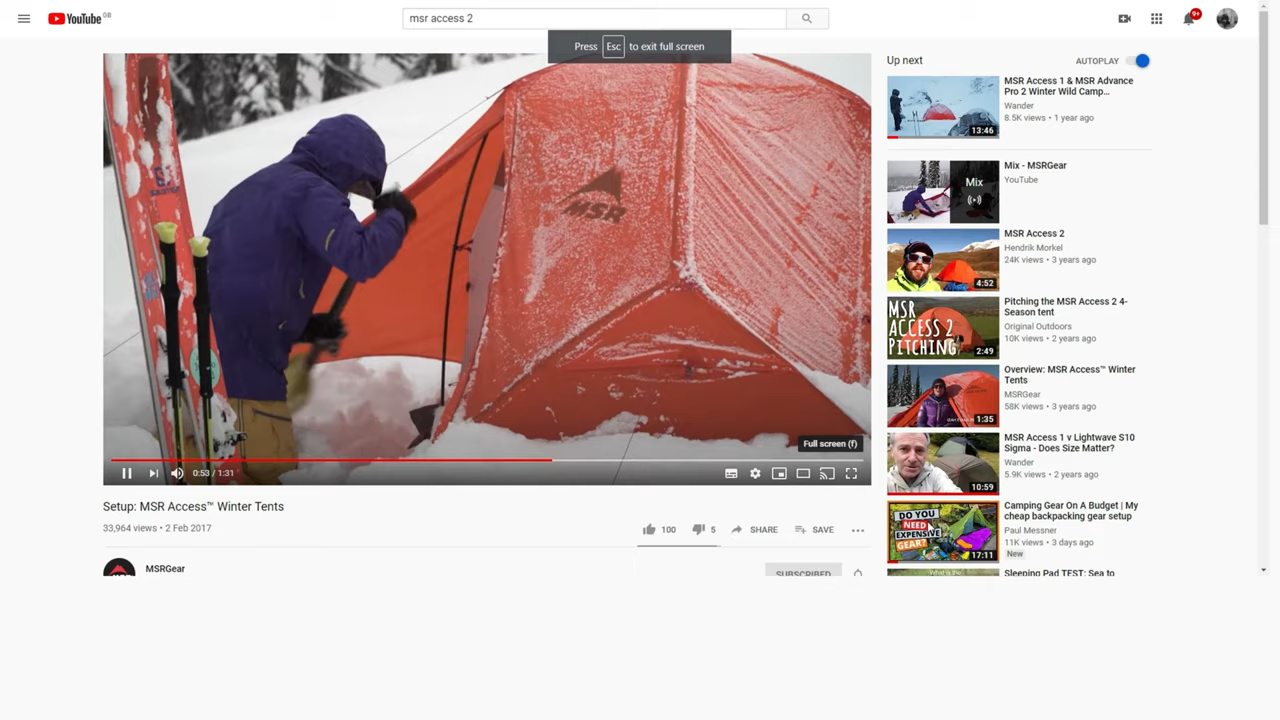 YouTube GB
msr access 2
9+
Press Esc to exit full screen
MSR
Full screen (f)
0:53 / 1:31
Setup: MSR Access™ Winter Tents
33,964 views • 2 Feb 2017
100
5
SHARE
SAVE
MSRGear
SUBSCRIBED
Up next
AUTOPLAY
13:46
MSR Access 1 & MSR Advance
Pro 2 Winter Wild Camp...
Wander
8.5K views • 1 year ago
Mix
Mix - MSRGear
YouTube
4:52
MSR Access 2
Hendrik Morkel
24K views • 3 years ago
MSR
ACCESS 2
PITCHING
2:49
Pitching the MSR Access 2 4-
Season tent
Original Outdoors
10K views • 2 years ago
1:35
Overview: MSR Access™ Winter
Tents
MSRGear
58K views • 3 years ago
10:59
MSR Access 1 v Lightwave S10
Sigma - Does Size Matter?
Wander
5.9K views • 2 years ago
DO YOU
NEED
EXPENSIVE
GEAR?
17:11
Camping Gear On A Budget | My
cheap backpacking gear setup
Paul Messner
11K views • 3 days ago
New
Sleeping Pad TEST: Sea to